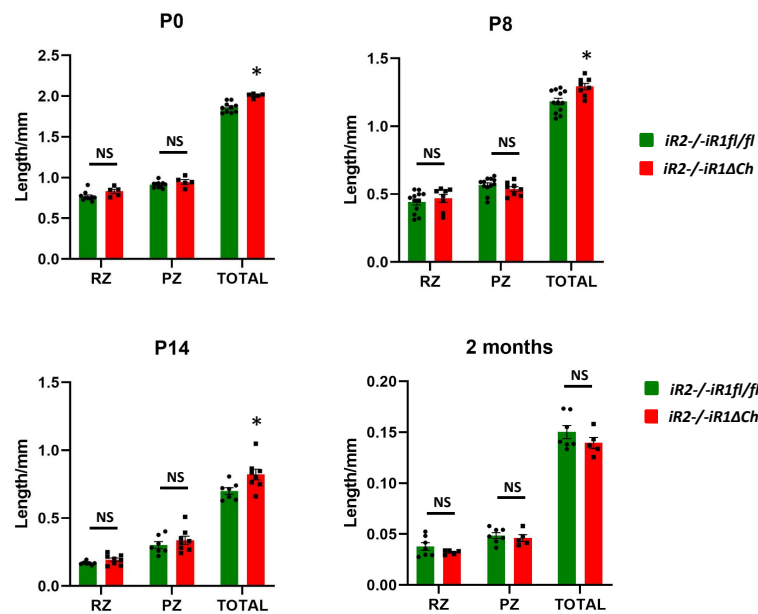 P0
Length/mm
2.5
2.0
1.5
1.0
0.5
0.0
NS
NS
*
RZ
PZ
TOTAL
P8
Length/mm
1.5
1.0
0.5
0.0
NS
NS
*
RZ
PZ
TOTAL
iR2-/-iR1fl/fl
iR2-/-iR1ΔCh
P14
Length/mm
1.5
1.0
0.5
0.0
NS
NS
*
RZ
PZ
TOTAL
2 months
Length/mm
0.20
0.15
0.10
0.05
0.00
NS
NS
NS
RZ
PZ
TOTAL
iR2-/-iR1fl/fl
iR2-/-iR1ΔCh